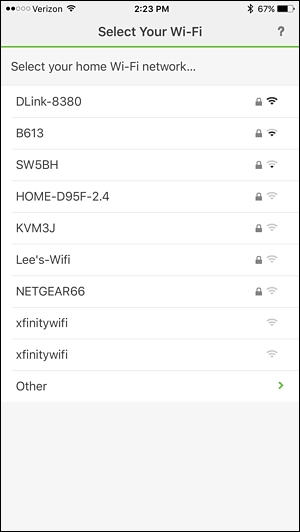 Verizon 2:23 PM 67%
Select Your Wi-Fi ?
Select your home Wi-Fi network...
DLink-8380
B613
SW5BH
HOME-D95F-2.4
KVM3J
Lee's-Wifi
NETGEAR66
xfinitywifi
xfinitywifi
Other